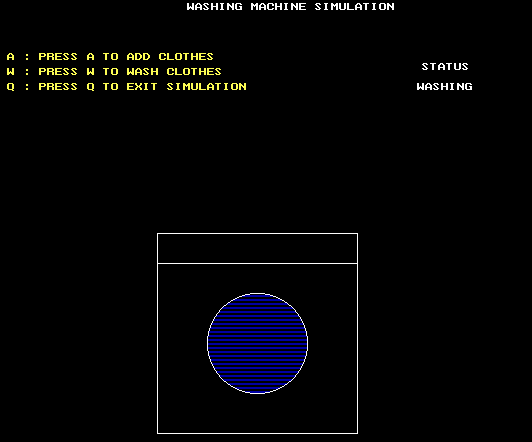 WASHING MACHINE SIMULATION
A : PRESS A TO ADD CLOTHES
W : PRESS W TO WASH CLOTHES
Q : PRESS Q TO EXIT SIMULATION
STATUS
WASHING